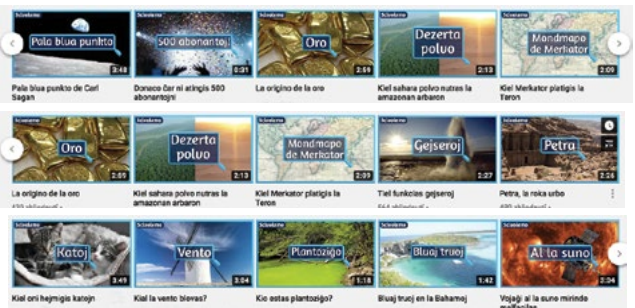 Pala blua punkto
3:48
500 abonantoj!
0:31
Oro
2:59
Dezerta
polvo
2:13
Mondmapo
de Merkator
2:09
Pala blua punkto de Carl
Sagan
Donaco ĉar ni atingis 500
abonantojn!
La origino de la oro
Kiel sahara polvo nutras la
amazonan arbaron
Kiel Merkator platigis la
Teron
Oro
2:59
Dezerta
polvo
2:13
Mondmapo
de Merkator
2:09
Gejseroj
2:27
Petra
2:26
La origino de la oro
Kiel sahara polvo nutras la
amazonan arbaron
Kiel Merkator platigis la
Teron
Tiel funkcias gejseroj
Petra, la roka urbo
Katoj
3:41
Vento
2:04
Plantoziĝo
1:18
Bluaj truoj
1:42
Al la suno
3:04
Kiel oni hejmigis katojn
Kial la vento blovas?
Kio estas plantoziĝo?
Bluaj truoj en la Bahamoj
Vojaĝi al la suno mirinde